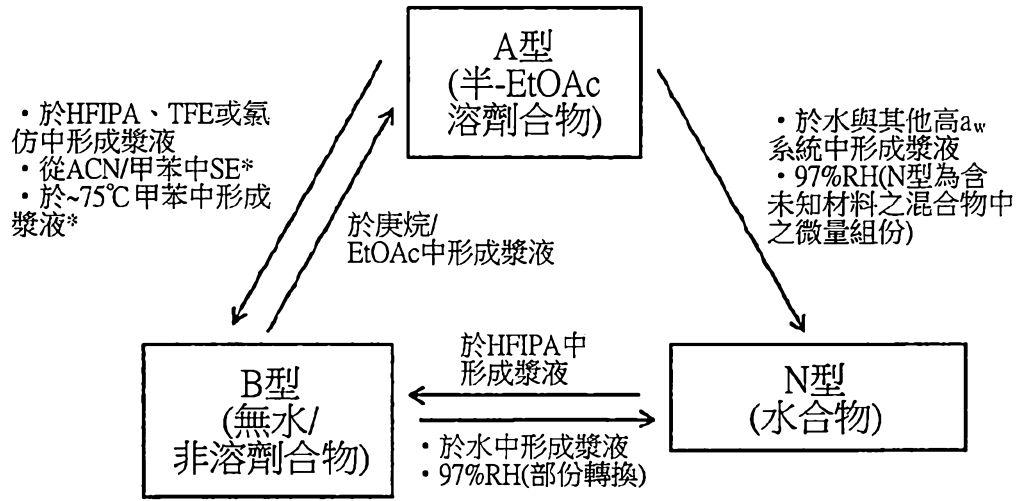 A型
(半-EtOAc
溶劑合物)
・於HFIPA、TFE或氯
仿中形成漿液
・從ACN/甲苯中SE*
・於~75℃甲苯中形成
漿液*
於庚烷/
EtOAc中形成漿液
・於水與其他高aw
系統中形成漿液
・97%RH(N型為含
未知材料之混合物中
之微量組份)
B型
(無水/
非溶劑合物)
於HFIPA中
形成漿液
・於水中形成漿液
・97%RH(部份轉換)
N型
(水合物)